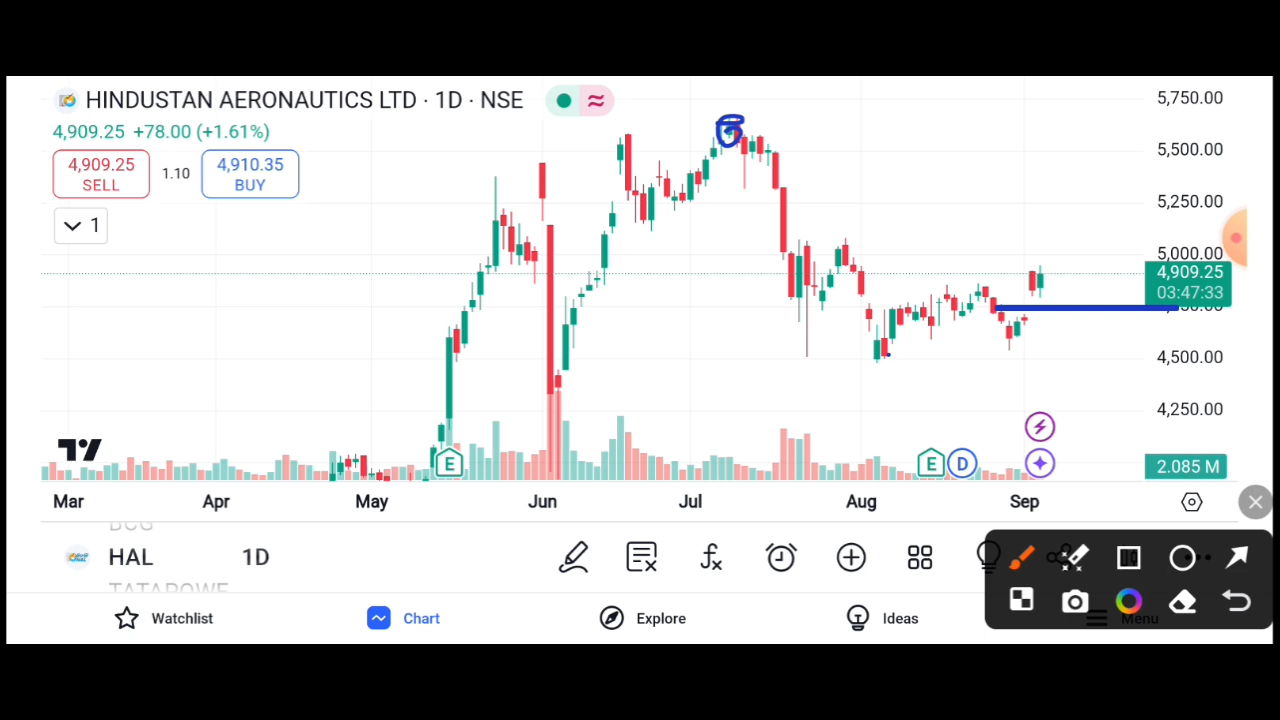 HINDUSTAN AERONAUTICS LTD · 1D · NSE
4,909.25 +78.00 (+1.61%)
4,909.25
SELL
1.10
4,910.35
BUY
1
5,750.00
5,500.00
5,250.00
5,000.00
4,909.25
03:47:33
4,500.00
4,250.00
2.085 M
E
E
D
Mar Apr May Jun Jul Aug Sep
BCG
HAL 1D
TATAPOWE
Watchlist Chart Explore Ideas Menu